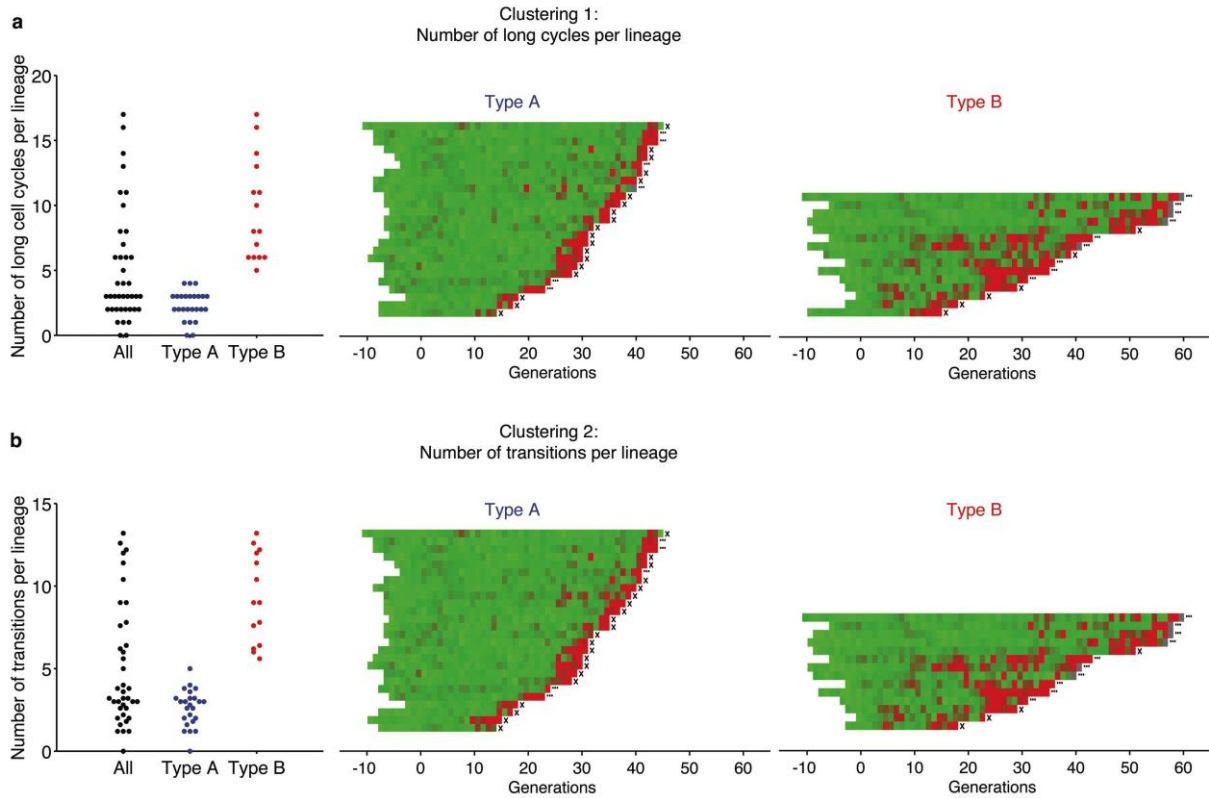 a
Clustering 1:
Number of long cycles per lineage
Number of long cell cycles per lineage
20
15
10
5
0
All Type A Type B
Type A
X
...
...
X
X
...
X
X
...
X
X
X
X
X
X
X
X
X
X
...
...
X
X
X
-10 0 10 20 30 40 50 60
Generations
Type B
...
...
...
...
X
...
X
...
...
X
X
...
X
X
X
-10 0 10 20 30 40 50 60
Generations
b
Clustering 2:
Number of transitions per lineage
Number of transitions per lineage
15
10
5
0
All Type A Type B
Type A
-10 0 10 20 30 40 50 60
Generations
Type B
-10 0 10 20 30 40 50 60
Generations